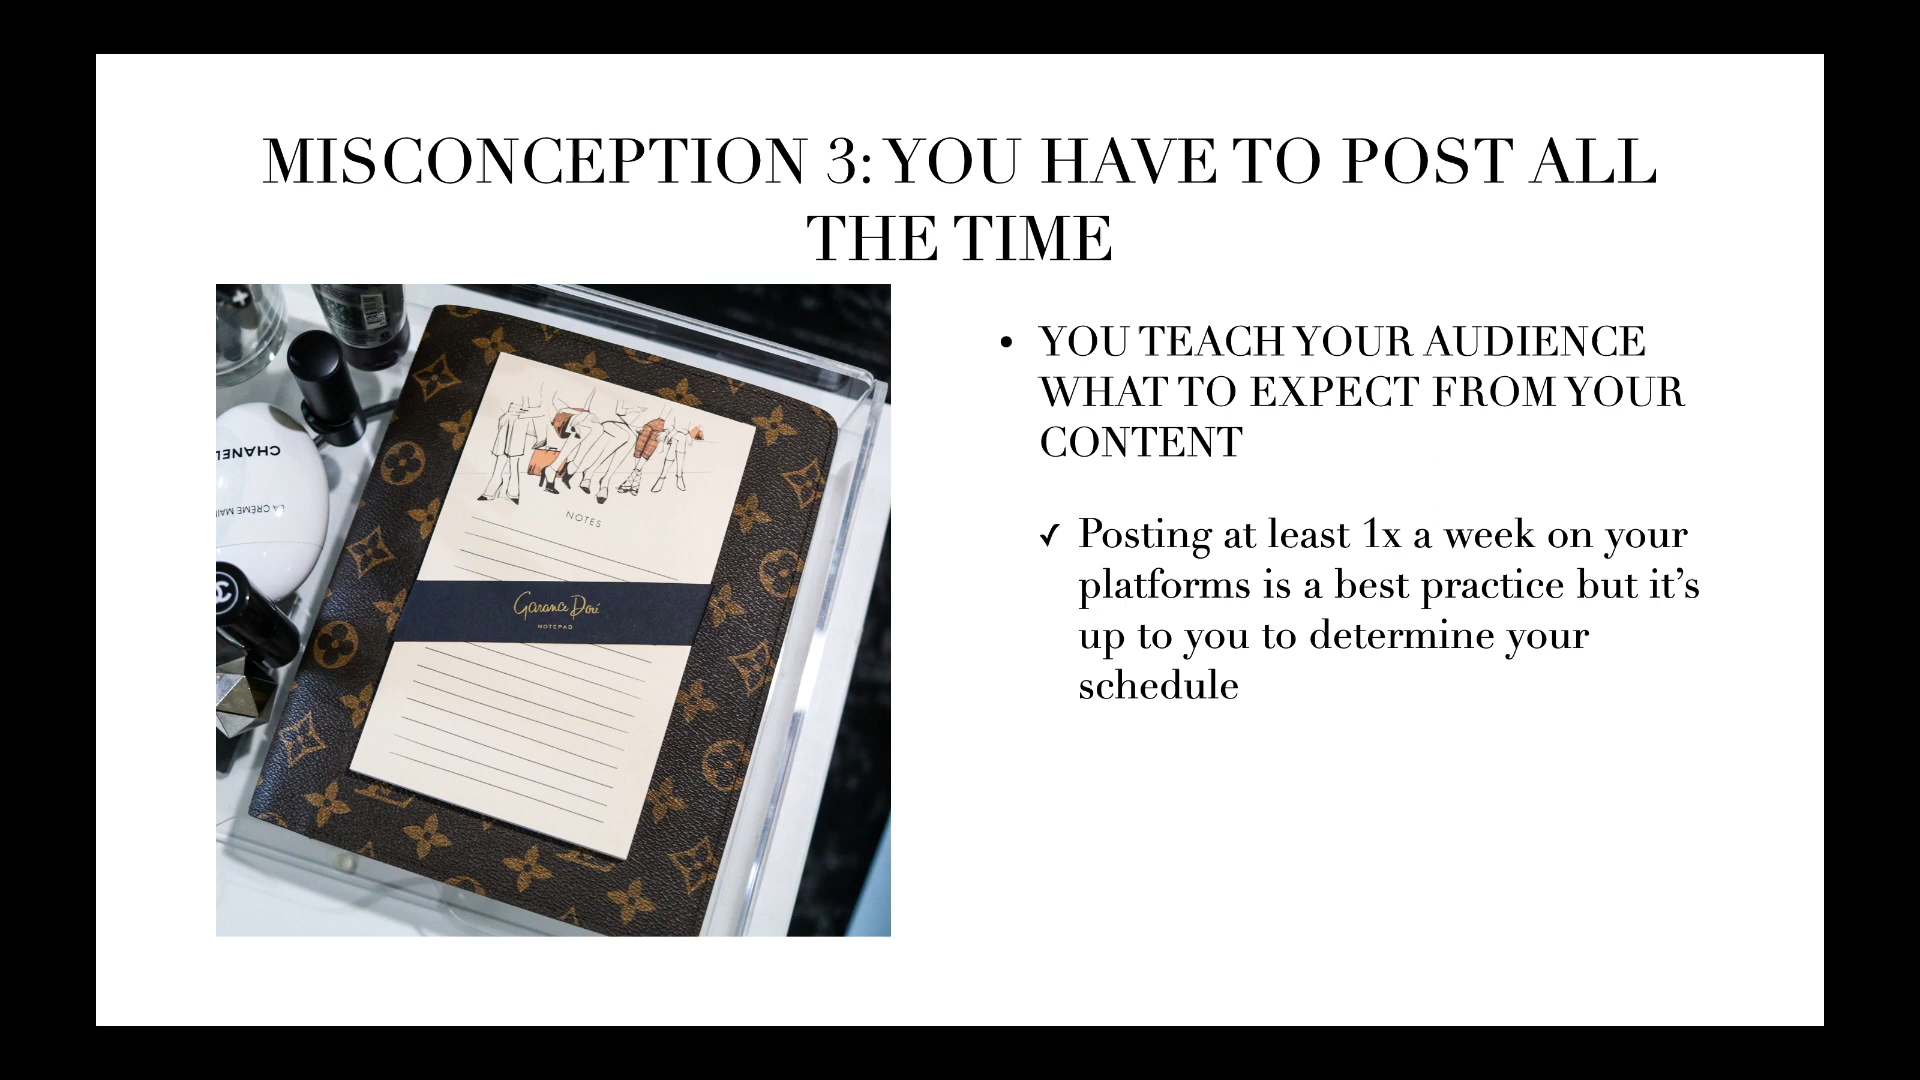 MISCONCEPTION 3: YOU HAVE TO POST ALL
THE TIME
• YOU TEACH YOUR AUDIENCE
WHAT TO EXPECT FROM YOUR
CONTENT
✓ Posting at least 1x a week on your
platforms is a best practice but it’s
up to you to determine your
schedule
CHANEL
LA CRÈME MAIN
NOTES
Garance Doré
NOTEPAD